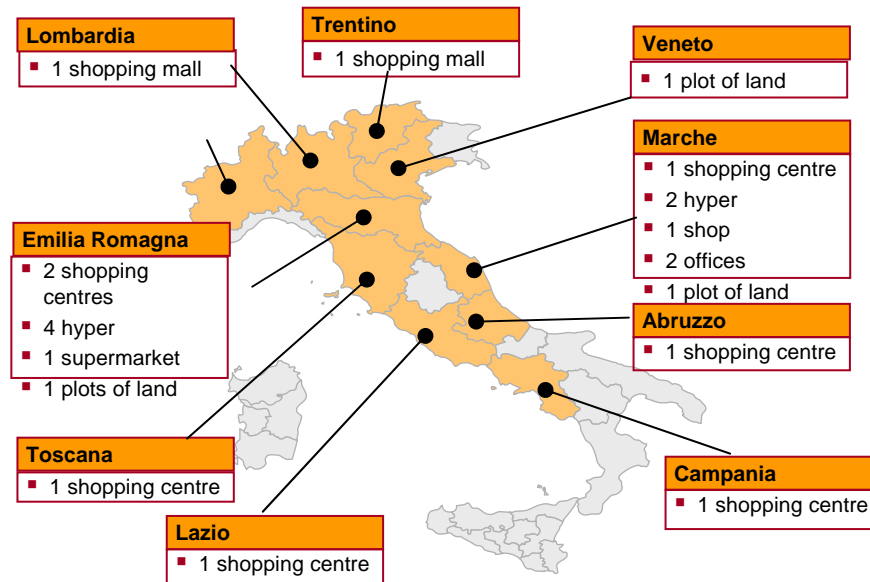 Lombardia
▪ 1 shopping mall
Trentino
▪ 1 shopping mall
Veneto
▪ 1 plot of land
Marche
▪ 1 shopping centre
▪ 2 hyper
▪ 1 shop
▪ 2 offices
▪ 1 plot of land
Emilia Romagna
▪ 2 shopping
centres
▪ 4 hyper
▪ 1 supermarket
▪ 1 plots of land
Abruzzo
▪ 1 shopping centre
Toscana
▪ 1 shopping centre
Campania
▪ 1 shopping centre
Lazio
▪ 1 shopping centre